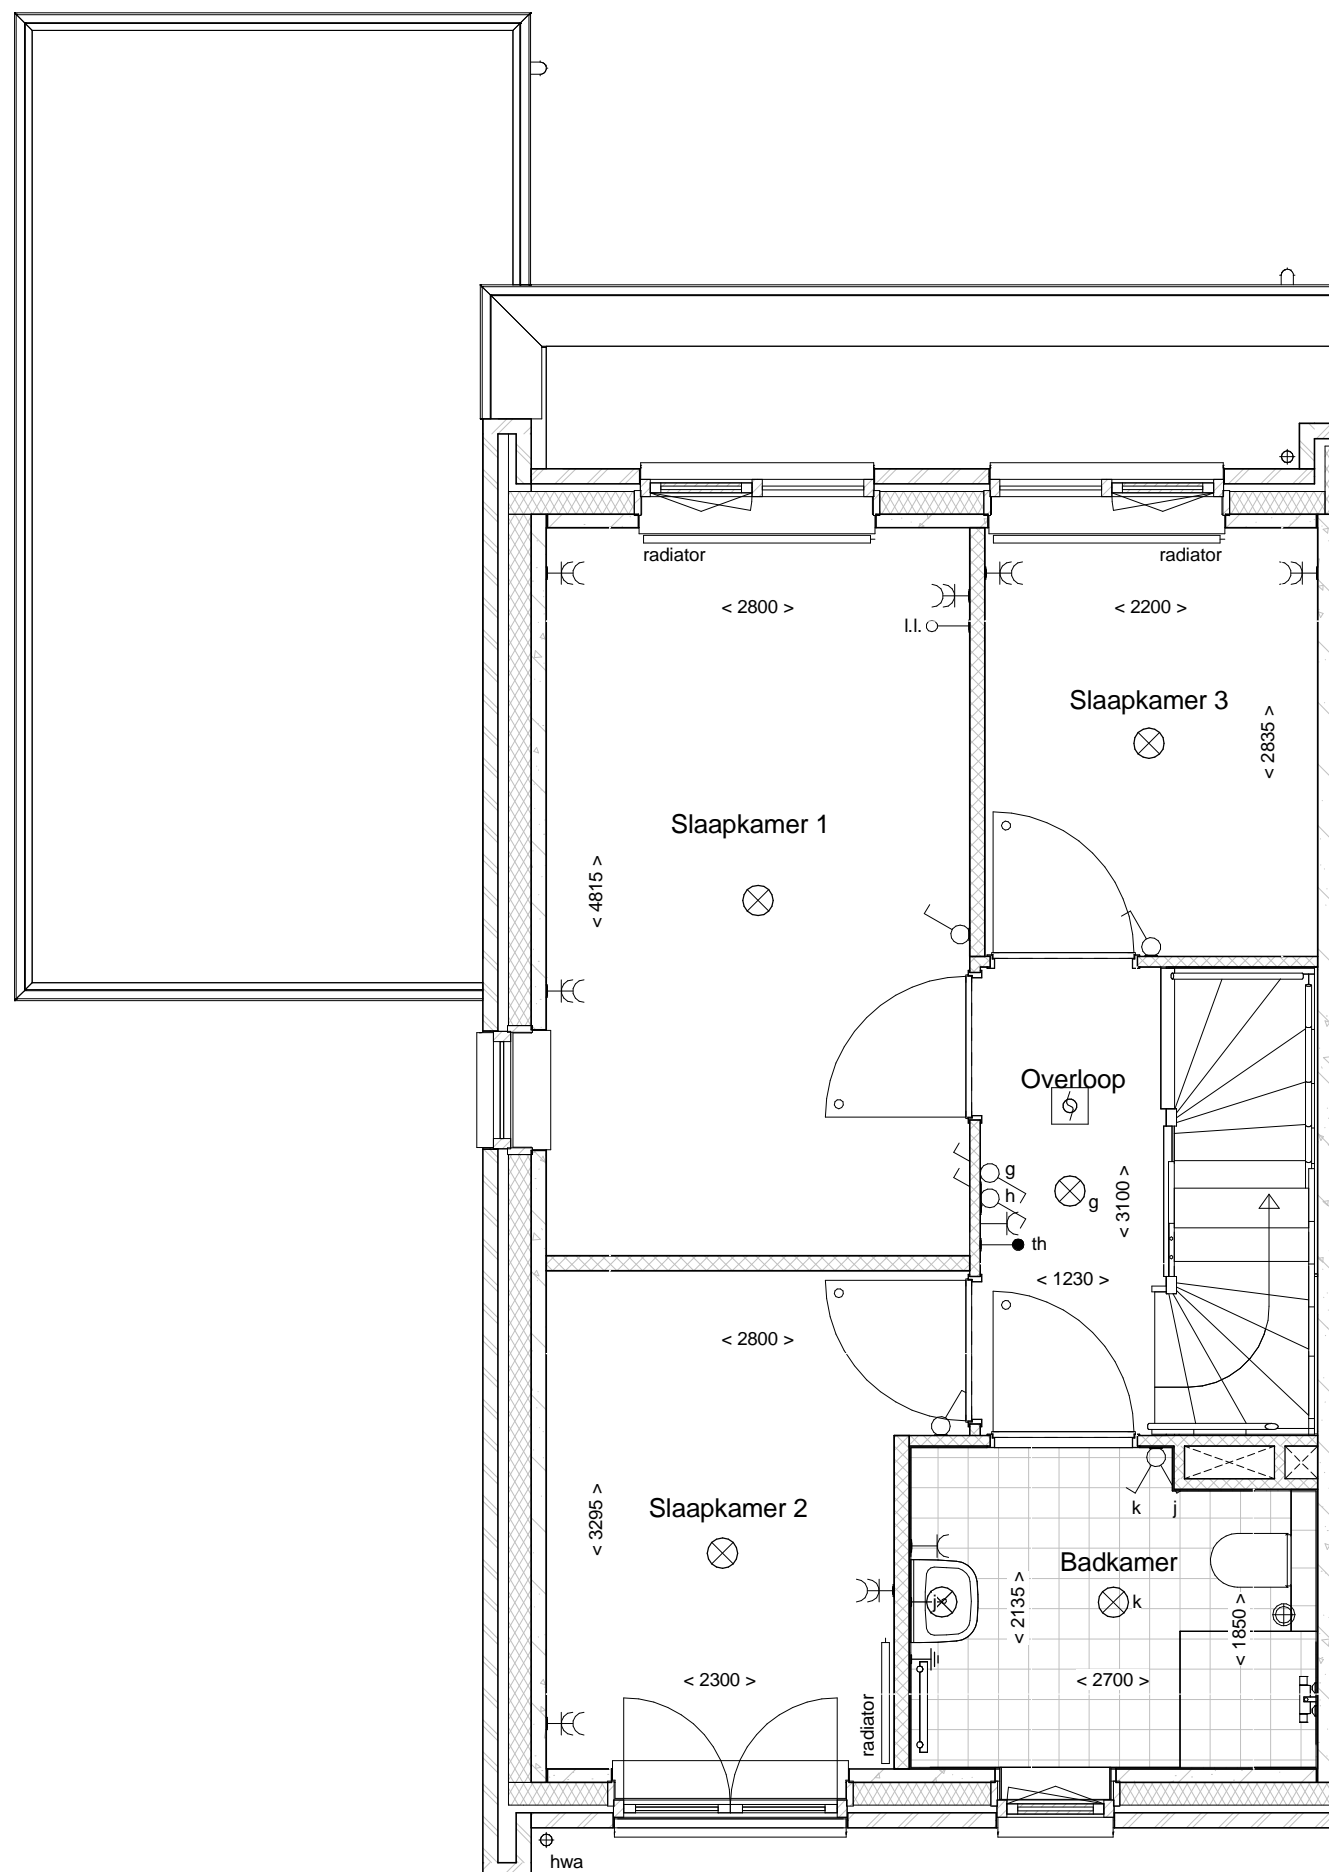 radiator
radiator
< 2800 >
< 2200 >
l.l.
Slaapkamer 3
< 2835 >
Slaapkamer 1
< 4815 >
Overloop
g
h
g
< 3100 >
th
< 1230 >
< 2800 >
Slaapkamer 2
< 3295 >
k
j
Badkamer
j
k
< 2135 >
< 1850 >
< 2300 >
< 2700 >
radiator
hwa